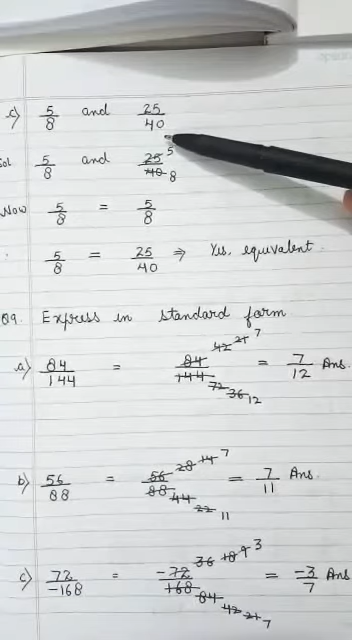 c) 5/8 and 25/40
Sol 5/8 and 25/40 5 8
Now 5/8 = 5/8
5/8 = 25/40 ⇒ Yes, equivalent.
Q9. Express in standard form
a) 84/144 = 84/144 42 21 7 72 36 12 = 7/12 Ans.
b) 56/88 = 56/88 28 14 7 44 22 11 = 7/11 Ans.
c) 72/-168 = -72/168 36 18 9 3 84 42 21 7 = -3/7 Ans